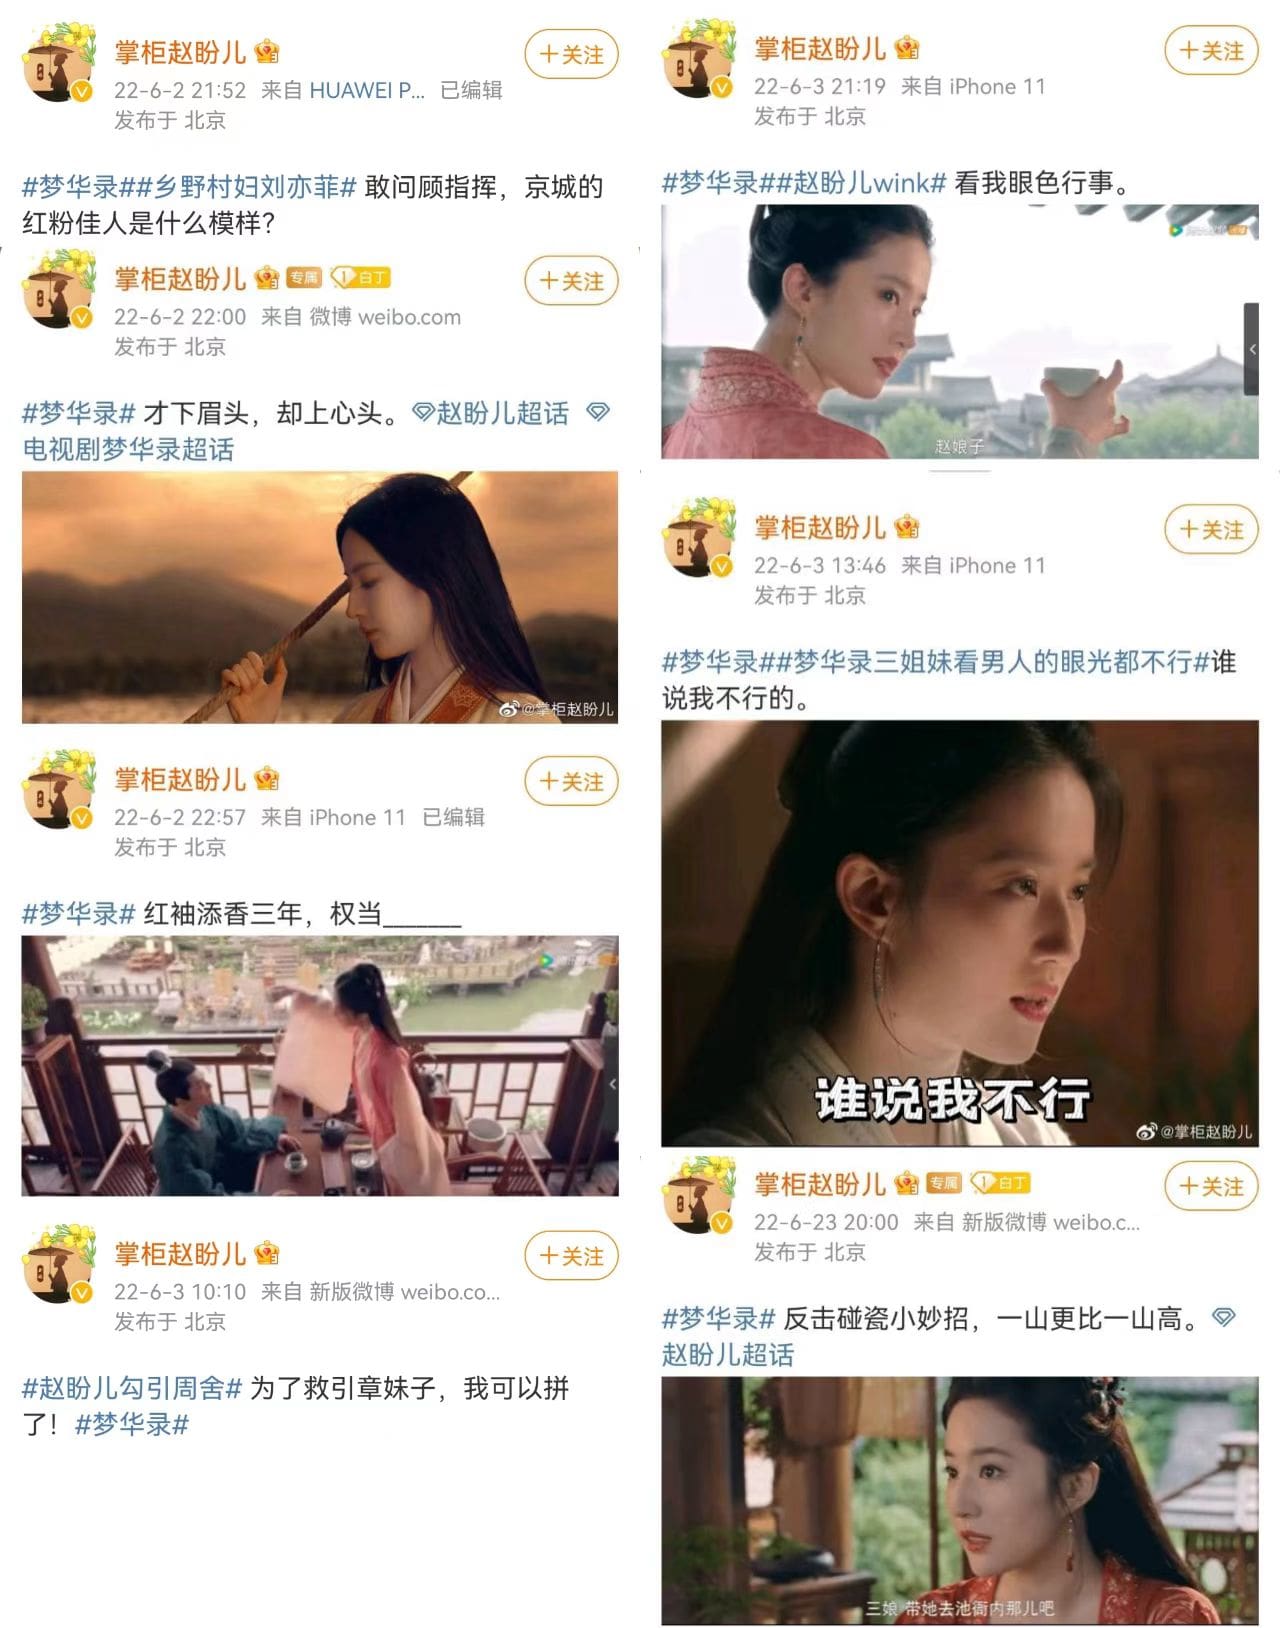 掌柜赵盼儿
+关注
22-6-2 21:52 来自 HUAWEI P... 已编辑
发布于 北京
#梦华录##乡野村妇刘亦菲# 敢问顾指挥，京城的
红粉佳人是什么模样？
掌柜赵盼儿 专属 1 白丁
+关注
22-6-2 22:00 来自 微博 weibo.com
发布于 北京
#梦华录# 才下眉头，却上心头。赵盼儿超话
电视剧梦华录超话
@掌柜赵盼儿
掌柜赵盼儿
+关注
22-6-2 22:57 来自 iPhone 11 已编辑
发布于 北京
#梦华录# 红袖添香三年，权当______
掌柜赵盼儿
+关注
22-6-3 10:10 来自 新版微博 weibo.co...
发布于 北京
#赵盼儿勾引周舍# 为了救引章妹子，我可以拼
了！#梦华录#
掌柜赵盼儿
+关注
22-6-3 21:19 来自 iPhone 11
发布于 北京
#梦华录##赵盼儿wink# 看我眼色行事。
赵娘子
掌柜赵盼儿
+关注
22-6-3 13:46 来自 iPhone 11
发布于 北京
#梦华录##梦华录三姐妹看男人的眼光都不行#谁
说我不行的。
谁说我不行
@掌柜赵盼儿
掌柜赵盼儿 专属 1 白丁
+关注
22-6-23 20:00 来自 新版微博 weibo.c...
发布于 北京
#梦华录# 反击碰瓷小妙招，一山更比一山高。
赵盼儿超话
三娘 带她去池衙内那儿吧